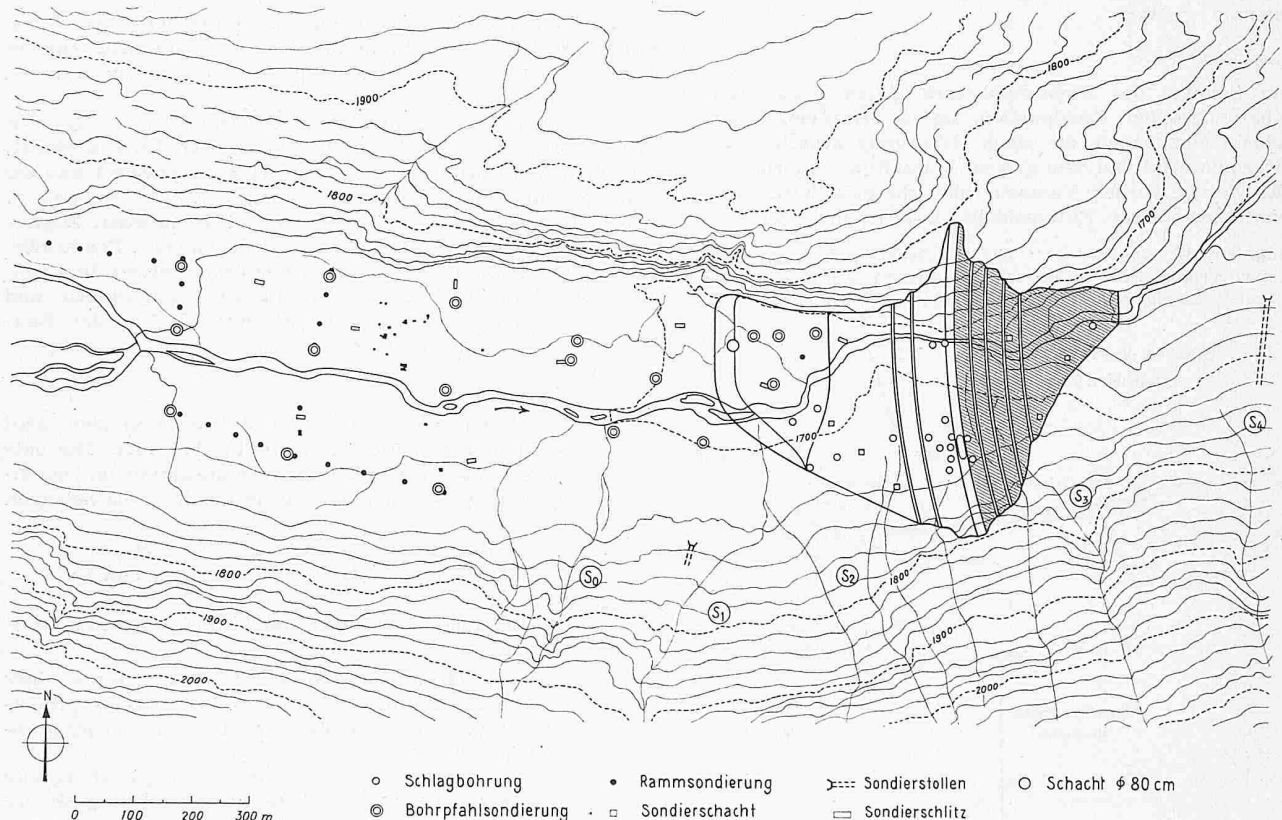 1800
1900
1700
1800
S4
1700
S3
S0
S2
1800
1800
S1
1900
1900
2000
2000
N
Schlagbohrung
Rammsondierung
Sondierstollen
Schacht ϕ 80 cm
Bohrpfahlsondierung
Sondierschacht
Sondierschlitz
0 100 200 300 m